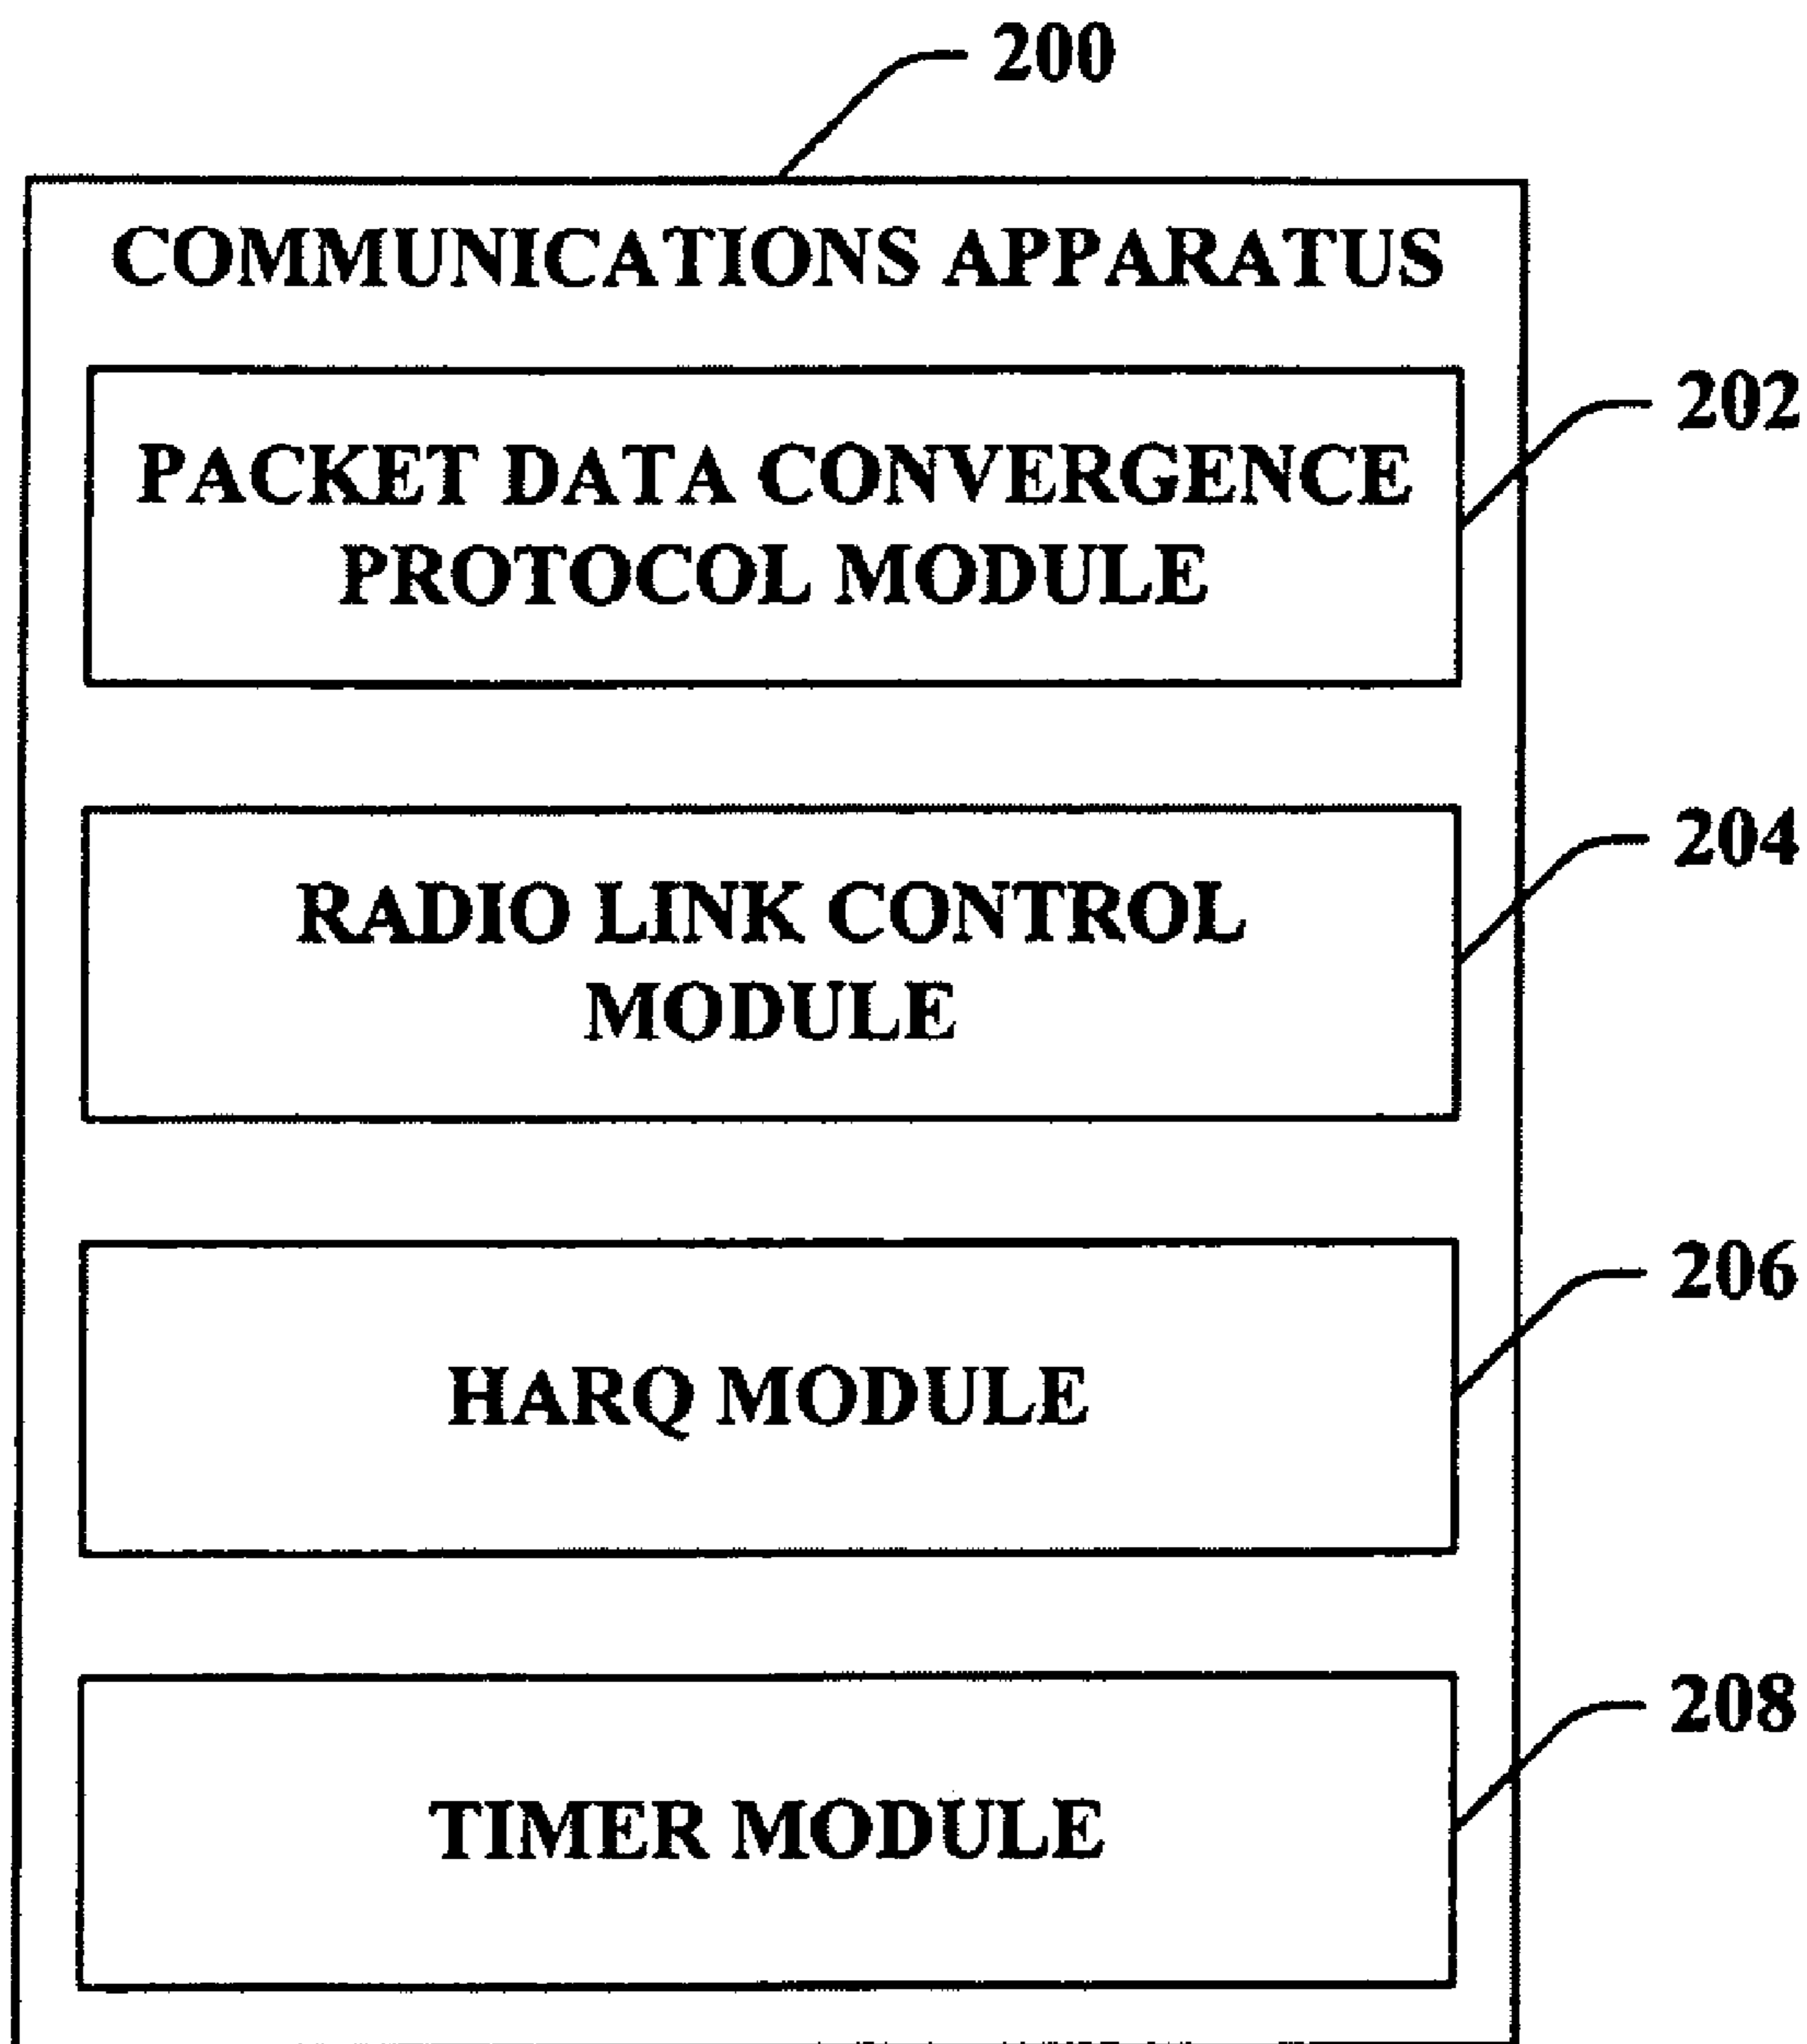 200
COMMUNICATIONS APPARATUS
PACKET DATA CONVERGENCE
PROTOCOL MODULE
202
RADIO LINK CONTROL
MODULE
204
HARQ MODULE
206
TIMER MODULE
208